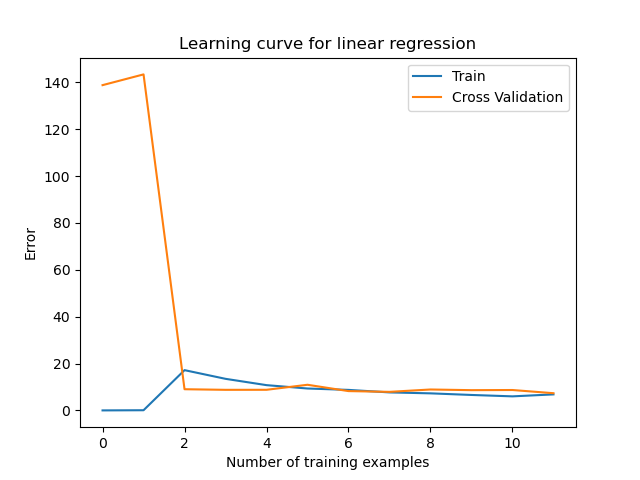 Learning curve for linear regression
Train
Cross Validation
140
120
100
80
60
40
20
0
Error
0 2 4 6 8 10
Number of training examples